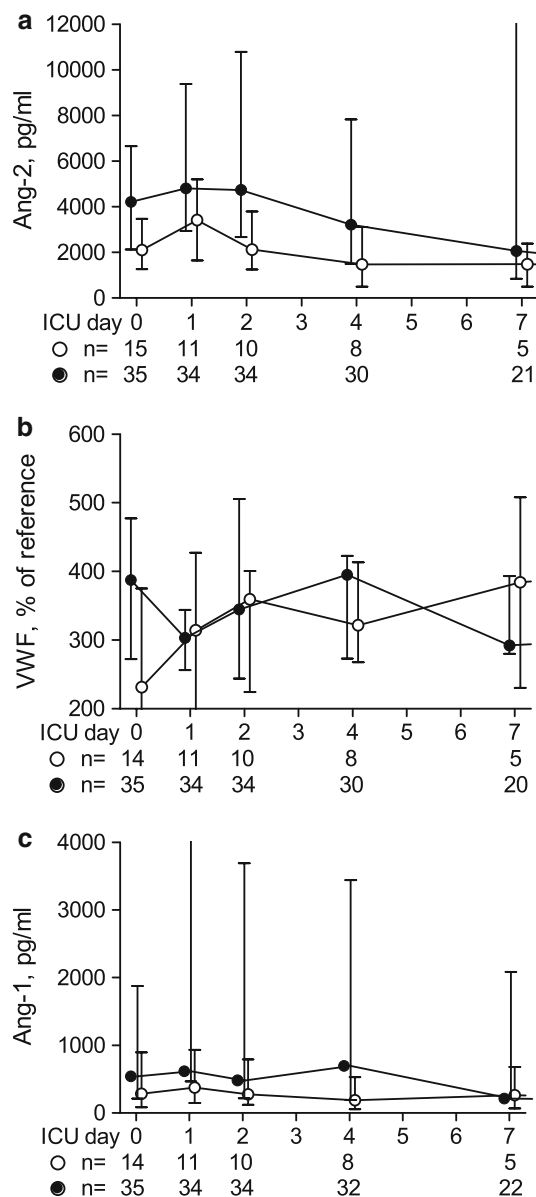 a
12000
10000
8000
6000
4000
2000
0
Ang-2, pg/ml
ICU day 0 1 2 3 4 5 6 7
n= 15 11 10 8 5
n= 35 34 34 30 21
b
600
500
400
300
200
VWF, % of reference
ICU day 0 1 2 3 4 5 6 7
n= 14 11 10 8 5
n= 35 34 34 30 20
c
4000
3000
2000
1000
0
Ang-1, pg/ml
ICU day 0 1 2 3 4 5 6 7
n= 14 11 10 8 5
n= 35 34 34 32 22